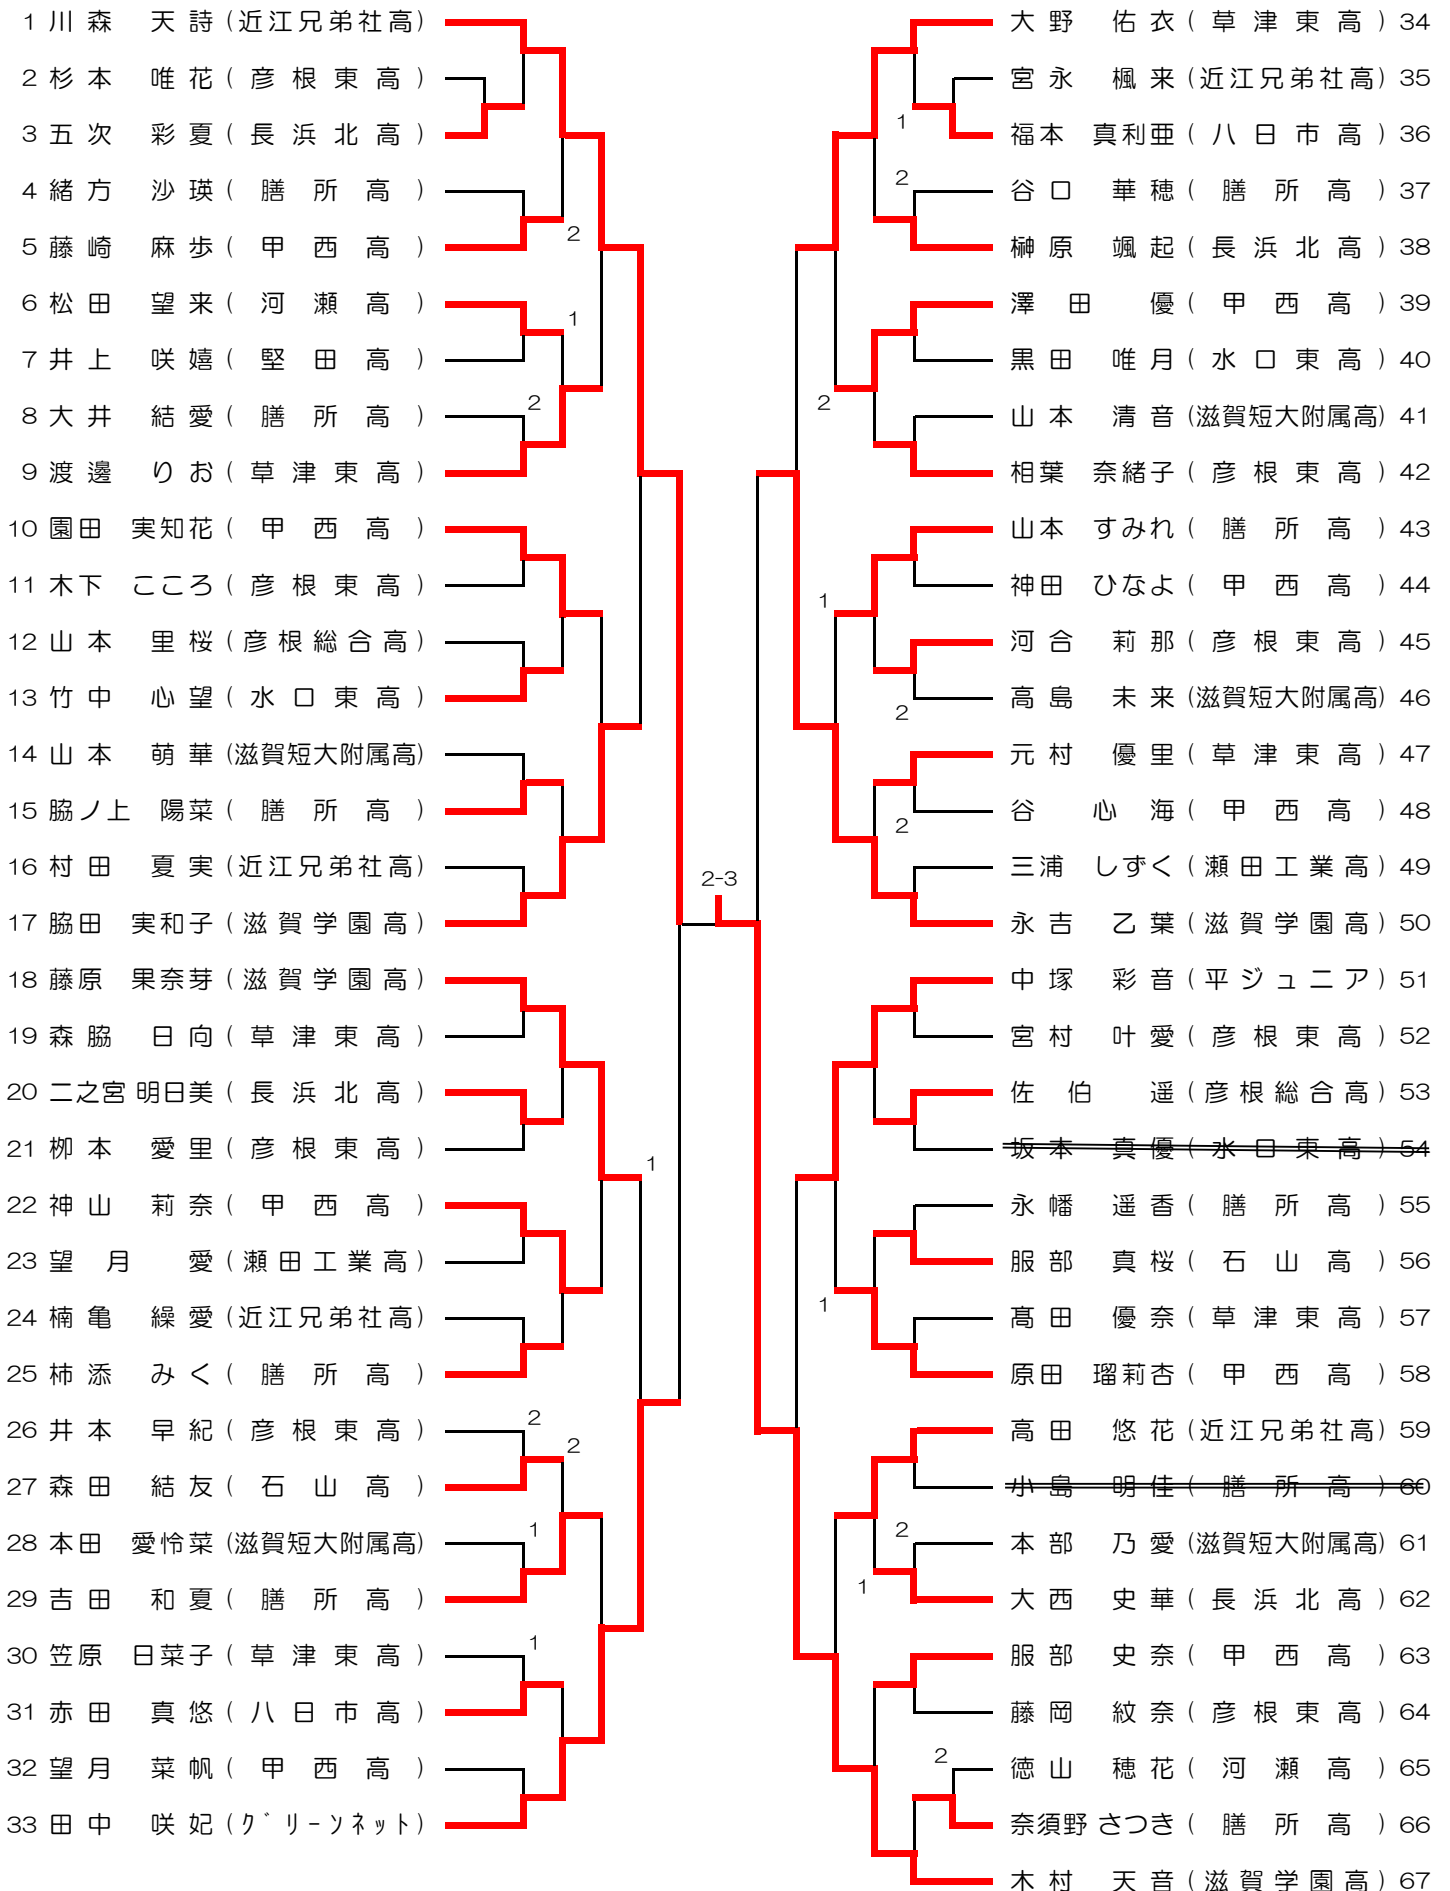 1 川森 天詩 (近江兄弟社高)
2 杉本 唯花 (彦根東高)
3 五次 彩夏 (長浜北高)
4 緒方 沙瑛 (膳所高)
5 藤崎 麻歩 (甲西高)
2
6 松田 望来 (河瀬高)
1
7 井上 咲嬉 (堅田高)
8 大井 結愛 (膳所高)
2
9 渡邊 りお (草津東高)
10 園田 実知花 (甲西高)
11 木下 こころ (彦根東高)
12 山本 里桜 (彦根総合高)
13 竹中 心望 (水口東高)
14 山本 萌華 (滋賀短大附属高)
15 脇ノ上 陽菜 (膳所高)
16 村田 夏実 (近江兄弟社高)
17 脇田 実和子 (滋賀学園高)
18 藤原 果奈芽 (滋賀学園高)
19 森脇 日向 (草津東高)
20 二之宮 明日美 (長浜北高)
21 栁本 愛里 (彦根東高)
1
22 神山 莉奈 (甲西高)
23 望月 愛 (瀬田工業高)
24 楠亀 繰愛 (近江兄弟社高)
25 柿添 みく (膳所高)
26 井本 早紀 (彦根東高)
2
2
27 森田 結友 (石山高)
28 本田 愛怜菜 (滋賀短大附属高)
1
29 吉田 和夏 (膳所高)
30 笠原 日菜子 (草津東高)
1
31 赤田 真悠 (八日市高)
32 望月 菜帆 (甲西高)
33 田中 咲妃 (グリーンネット)
2-3
大野 佑衣 (草津東高) 34
宮永 楓来 (近江兄弟社高) 35
1
福本 真利亜 (八日市高) 36
2
谷口 華穂 (膳所高) 37
榊原 颯起 (長浜北高) 38
澤田 優 (甲西高) 39
黒田 唯月 (水口東高) 40
2
山本 清音 (滋賀短大附属高) 41
相葉 奈緒子 (彦根東高) 42
山本 すみれ (膳所高) 43
神田 ひなよ (甲西高) 44
1
河合 莉那 (彦根東高) 45
高島 未来 (滋賀短大附属高) 46
2
元村 優里 (草津東高) 47
谷 心海 (甲西高) 48
2
三浦 しずく (瀬田工業高) 49
永吉 乙葉 (滋賀学園高) 50
中塚 彩音 (平ジュニア) 51
宮村 叶愛 (彦根東高) 52
佐伯 遥 (彦根総合高) 53
坂本 真優 (水口東高) 54
永幡 遥香 (膳所高) 55
服部 真桜 (石山高) 56
1
髙田 優奈 (草津東高) 57
原田 瑠莉杏 (甲西高) 58
高田 悠花 (近江兄弟社高) 59
小島 明佳 (膳所高) 60
2
本部 乃愛 (滋賀短大附属高) 61
1
大西 史華 (長浜北高) 62
服部 史奈 (甲西高) 63
藤岡 紋奈 (彦根東高) 64
2
徳山 穂花 (河瀬高) 65
奈須野 さつき (膳所高) 66
木村 天音 (滋賀学園高) 67